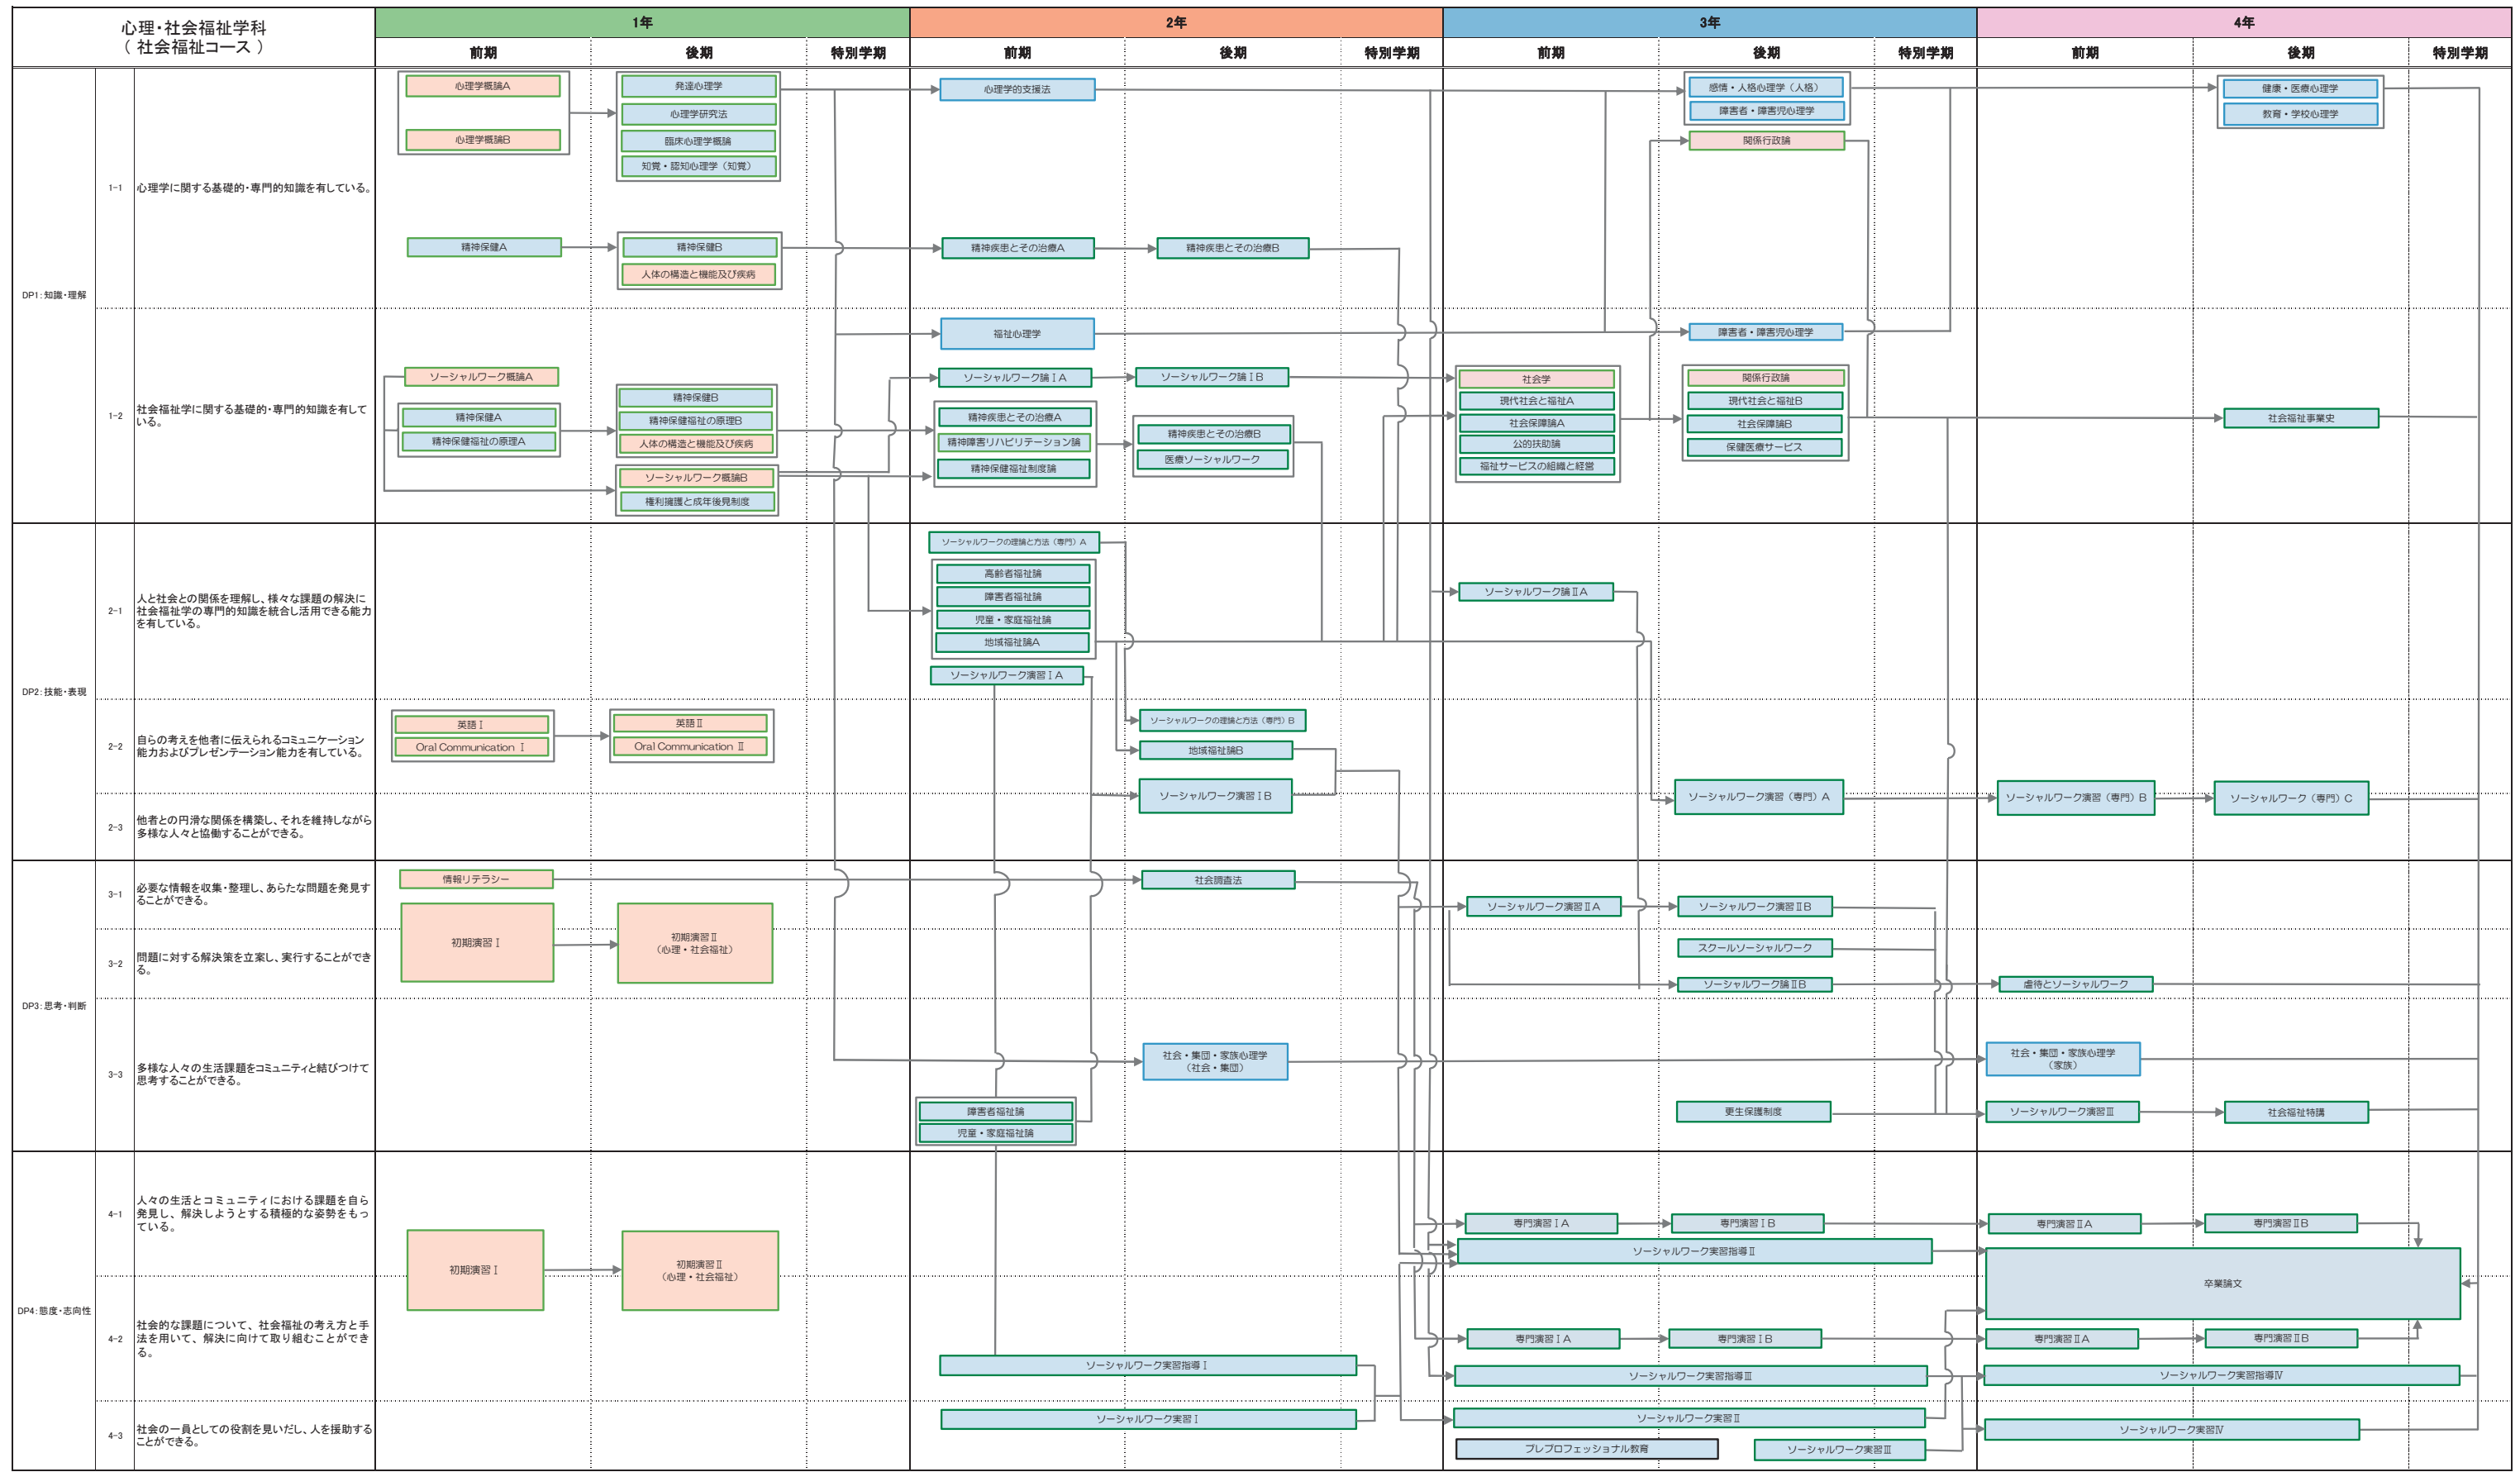 心理・社会福祉学科
（ 社会福祉コース ）
1年
2年
3年
4年
前期
後期
特別学期
前期
後期
特別学期
前期
後期
特別学期
前期
後期
特別学期
DP1：知識・理解
1-1
心理学に関する基礎的・専門的知識を有している。
心理学概論A
心理学概論B
発達心理学
心理学研究法
臨床心理学概論
知覚・認知心理学（知覚）
心理学的支援法
感情・人格心理学（人格）
障害者・障害児心理学
関係行政論
健康・医療心理学
教育・学校心理学
精神保健A
精神保健B
人体の構造と機能及び疾病
精神疾患とその治療A
精神疾患とその治療B
1-2
社会福祉学に関する基礎的・専門的知識を有して
いる。
福祉心理学
障害者・障害児心理学
ソーシャルワーク概論A
精神保健A
精神保健福祉の原理A
精神保健B
精神保健福祉の原理B
人体の構造と機能及び疾病
ソーシャルワーク概論B
権利擁護と成年後見制度
ソーシャルワーク論ⅠA
ソーシャルワーク論ⅠB
精神疾患とその治療A
精神障害リハビリテーション論
精神保健福祉制度論
精神疾患とその治療B
医療ソーシャルワーク
社会学
現代社会と福祉A
社会保障論A
公的扶助論
福祉サービスの組織と経営
関係行政論
現代社会と福祉B
社会保障論B
保健医療サービス
社会福祉事業史
DP2：技能・表現
2-1
人と社会との関係を理解し、様々な課題の解決に
社会福祉学の専門的知識を統合し活用できる能力
を有している。
ソーシャルワークの理論と方法（専門）A
高齢者福祉論
障害者福祉論
児童・家庭福祉論
地域福祉論A
ソーシャルワーク演習ⅠA
ソーシャルワーク論ⅡA
2-2
自らの考えを他者に伝えられるコミュニケーション
能力およびプレゼンテーション能力を有している。
英語Ⅰ
Oral Communication Ⅰ
英語Ⅱ
Oral Communication Ⅱ
ソーシャルワークの理論と方法（専門）B
地域福祉論B
ソーシャルワーク演習ⅠB
ソーシャルワーク演習（専門）A
ソーシャルワーク演習（専門）B
ソーシャルワーク（専門）C
2-3
他者との円滑な関係を構築し、それを維持しながら
多様な人々と協働することができる。
DP3：思考・判断
3-1
必要な情報を収集・整理し、あらたな問題を発見す
ることができる。
情報リテラシー
初期演習Ⅰ
初期演習Ⅱ
（心理・社会福祉）
社会調査法
ソーシャルワーク演習ⅡA
ソーシャルワーク演習ⅡB
3-2
問題に対する解決策を立案し、実行することができ
る。
スクールソーシャルワーク
ソーシャルワーク論ⅡB
虐待とソーシャルワーク
3-3
多様な人々の生活課題をコミュニティと結びつけて
思考することができる。
社会・集団・家族心理学
（社会・集団）
社会・集団・家族心理学
（家族）
障害者福祉論
児童・家庭福祉論
更生保護制度
ソーシャルワーク演習Ⅲ
社会福祉特講
DP4：態度・志向性
4-1
人々の生活とコミュニティにおける課題を自ら
発見し、解決しようとする積極的な姿勢をもっ
ている。
初期演習Ⅰ
初期演習Ⅱ
（心理・社会福祉）
専門演習ⅠA
専門演習ⅠB
専門演習ⅡA
専門演習ⅡB
ソーシャルワーク実習指導Ⅱ
卒業論文
4-2
社会的な課題について、社会福祉の考え方と手
法を用いて、解決に向けて取り組むことができ
る。
専門演習ⅠA
専門演習ⅠB
専門演習ⅡA
専門演習ⅡB
ソーシャルワーク実習指導Ⅰ
ソーシャルワーク実習指導Ⅲ
ソーシャルワーク実習指導Ⅳ
4-3
社会の一員としての役割を見いだし、人を援助する
ことができる。
ソーシャルワーク実習Ⅰ
ソーシャルワーク実習Ⅱ
ソーシャルワーク実習Ⅳ
プレプロフェッショナル教育
ソーシャルワーク実習Ⅲ